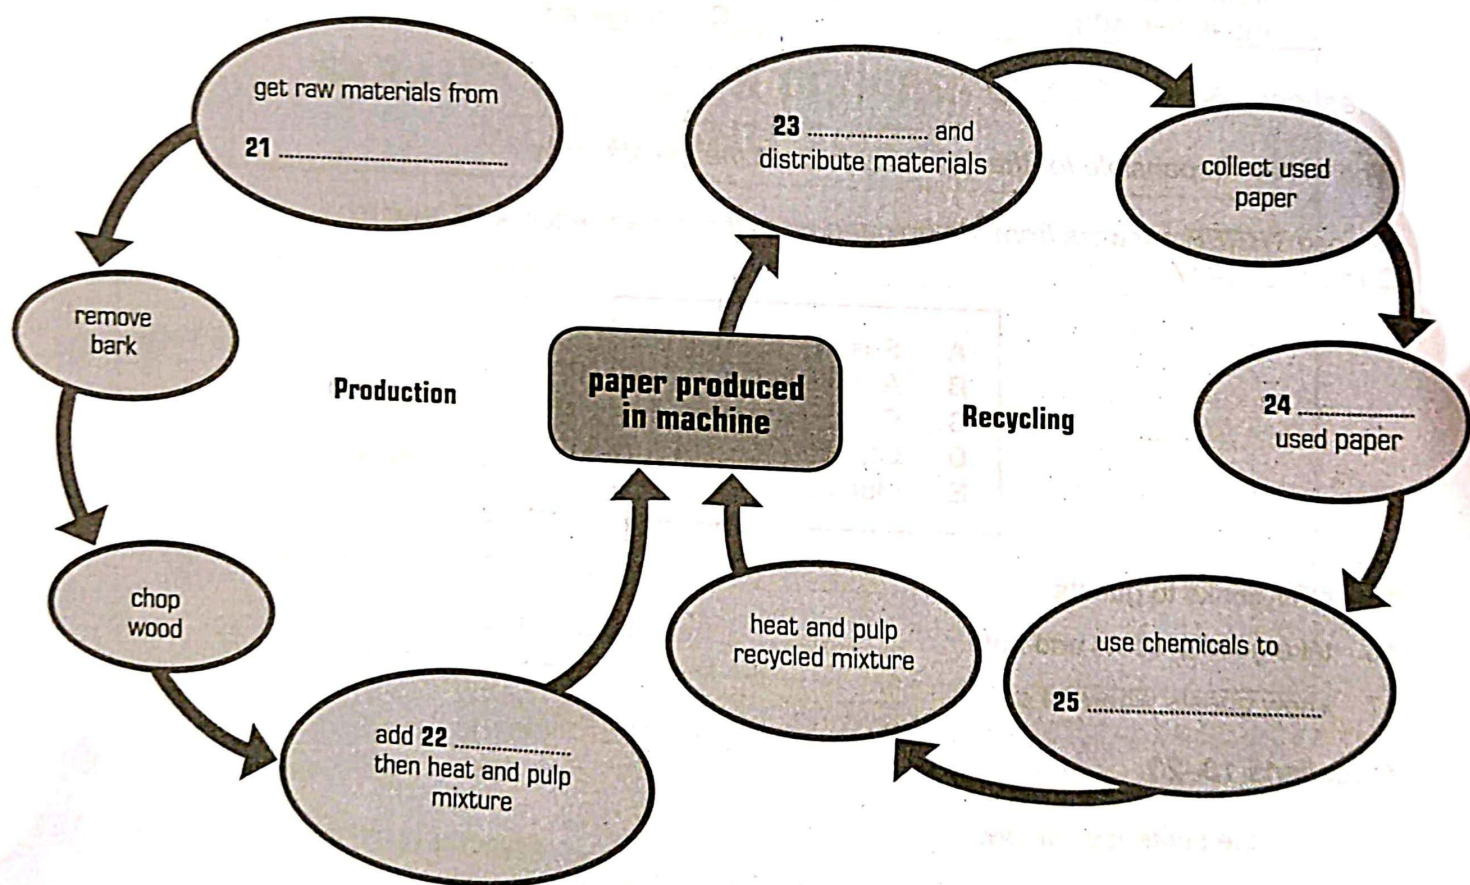 get raw materials from
21 ........................................
remove
bark
chop
wood
add 22 ....................
then heat and pulp
mixture
Production
paper produced
in machine
Recycling
23 ..................... and
distribute materials
collect used
paper
24 ....................
used paper
use chemicals to
25 ........................................
heat and pulp
recycled mixture